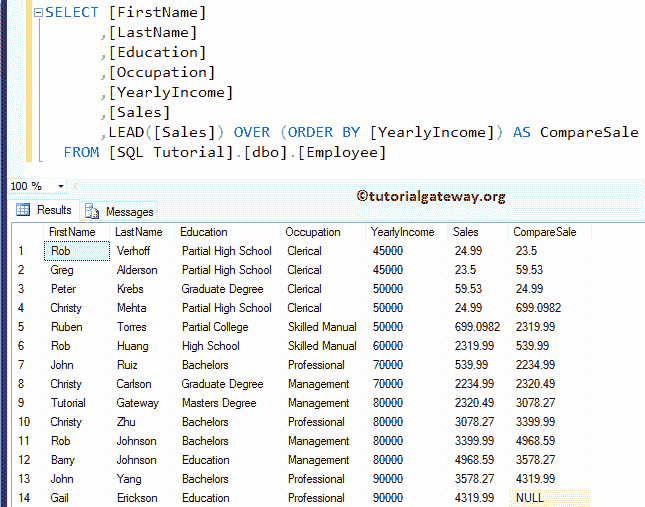 SELECT [FirstName]
,[LastName]
,[Education]
,[Occupation]
,[YearlyIncome]
,[Sales]
,LEAD([Sales]) OVER (ORDER BY [YearlyIncome]) AS CompareSale
FROM [SQL Tutorial].[dbo].[Employee]
100 %
©tutorialgateway.org
Results Messages
FirstName LastName Education Occupation YearlyIncome Sales CompareSale
1 Rob Verhoff Partial High School Clerical 45000 24.99 23.5
2 Greg Alderson Partial High School Clerical 45000 23.5 59.53
3 Peter Krebs Graduate Degree Clerical 50000 59.53 24.99
4 Christy Mehta Partial High School Clerical 50000 24.99 699.0982
5 Ruben Torres Partial College Skilled Manual 50000 699.0982 2319.99
6 Rob Huang High School Skilled Manual 60000 2319.99 539.99
7 John Ruiz Bachelors Professional 70000 539.99 2234.99
8 Christy Carlson Graduate Degree Management 70000 2234.99 2320.49
9 Tutorial Gateway Masters Degree Management 80000 2320.49 3078.27
10 Christy Zhu Bachelors Professional 80000 3078.27 3399.99
11 Rob Johnson Bachelors Management 80000 3399.99 4968.59
12 Barry Johnson Education Management 80000 4968.59 3578.27
13 John Yang Bachelors Professional 90000 3578.27 4319.99
14 Gail Erickson Education Professional 90000 4319.99 NULL